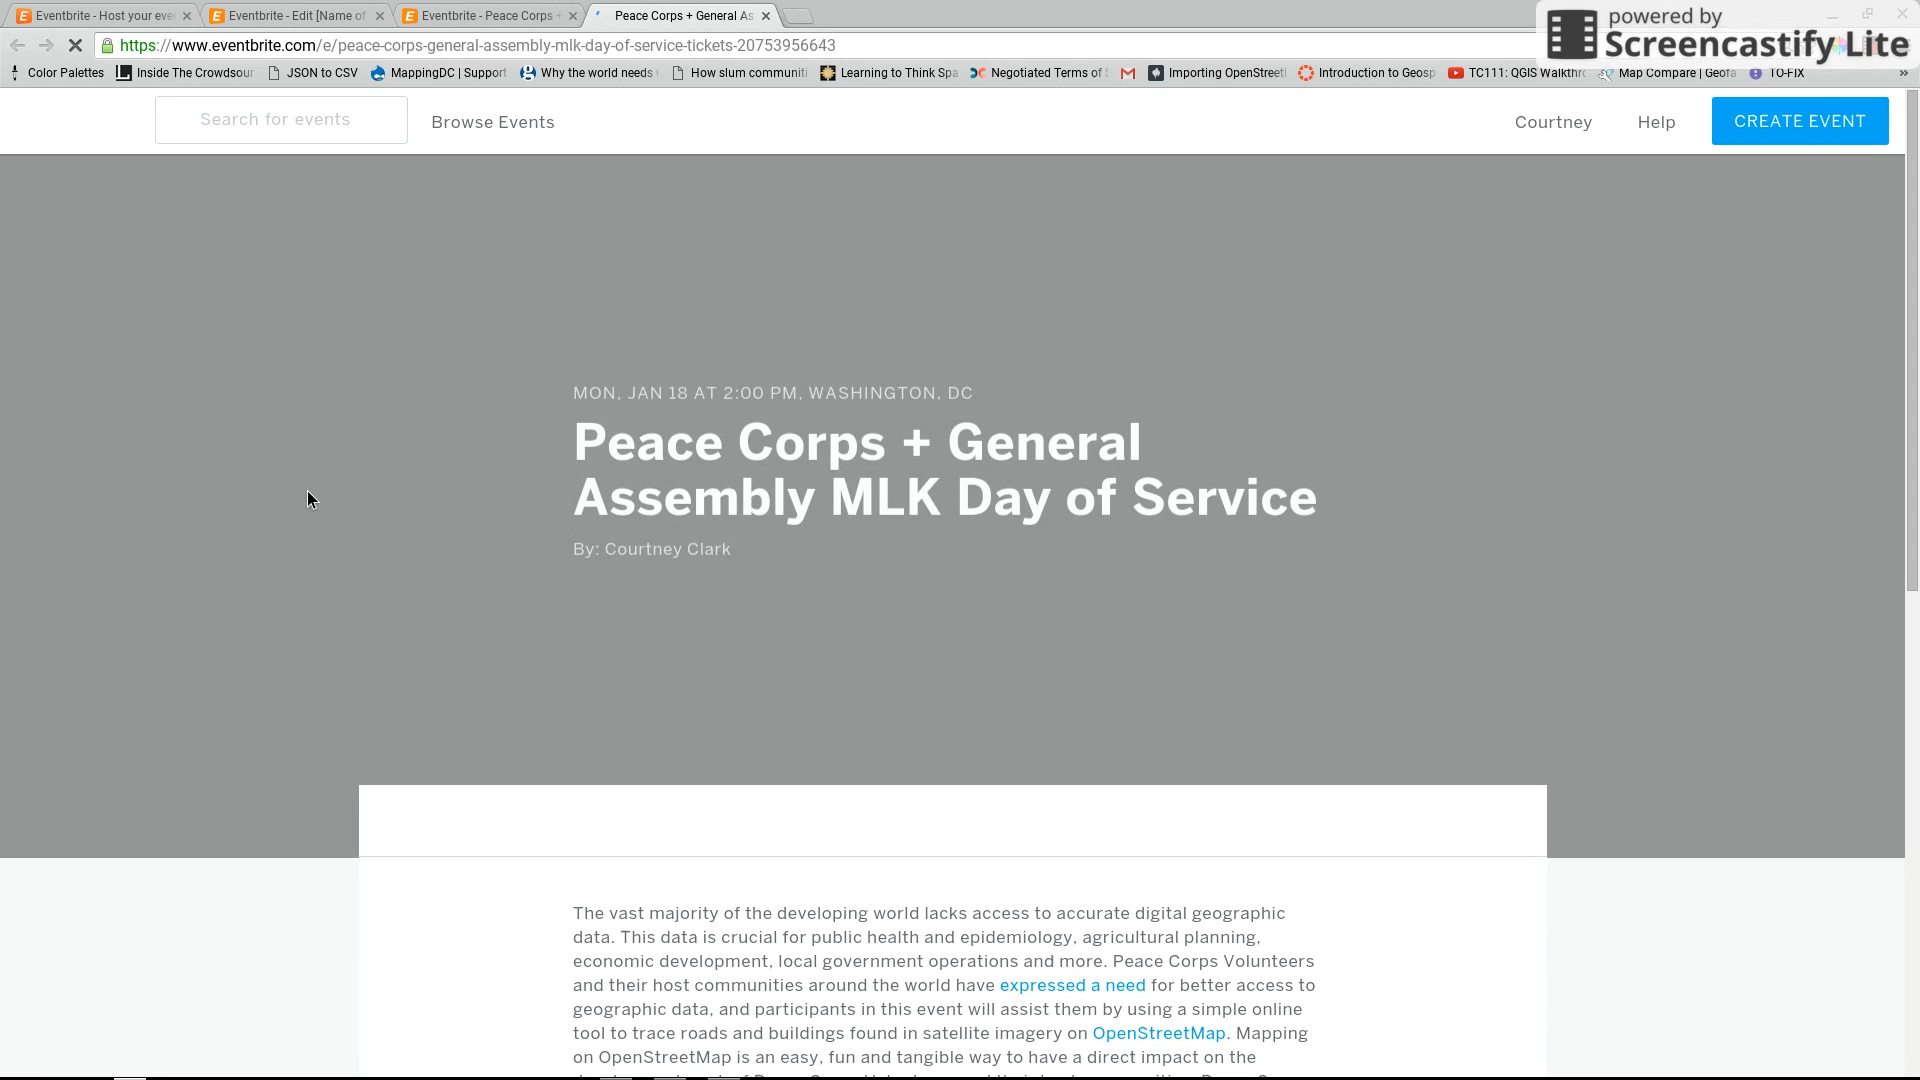 Eventbrite - Host your eve
Eventbrite - Edit [Name of
Eventbrite - Peace Corps +
Peace Corps + General As
powered by
Screencastify Lite
https://www.eventbrite.com/e/peace-corps-general-assembly-mlk-day-of-service-tickets-20753956643
Color Palettes
Inside The Crowdsour
JSON to CSV
MappingDC | Support
Why the world needs
How slum communiti
Learning to Think Spa
Negotiated Terms of
Importing OpenStreet
Introduction to Geosp
TC111: QGIS Walkthr
Map Compare | Geofa
TO-FIX
»
Search for events
Browse Events
Courtney
Help
CREATE EVENT
MON, JAN 18 AT 2:00 PM, WASHINGTON, DC
Peace Corps + General
Assembly MLK Day of Service
By: Courtney Clark
The vast majority of the developing world lacks access to accurate digital geographic
data. This data is crucial for public health and epidemiology, agricultural planning,
economic development, local government operations and more. Peace Corps Volunteers
and their host communities around the world have expressed a need for better access to
geographic data, and participants in this event will assist them by using a simple online
tool to trace roads and buildings found in satellite imagery on OpenStreetMap. Mapping
on OpenStreetMap is an easy, fun and tangible way to have a direct impact on the